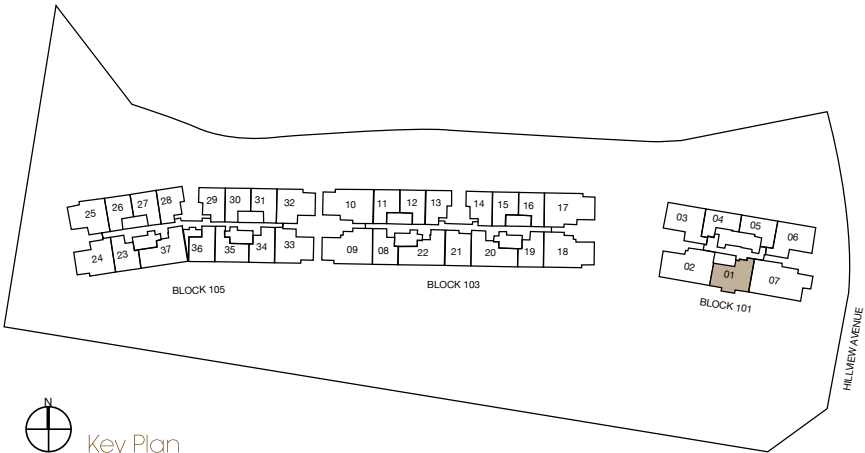 25 26 27 28 29 30 31 32 10 11 12 13 14 15 16 17
24 23 37 36 35 34 33 09 08 22 21 20 19 18
03 04 05 06
02 01 07
BLOCK 105
BLOCK 103
BLOCK 101
HILLVIEW AVENUE
N
Key Plan